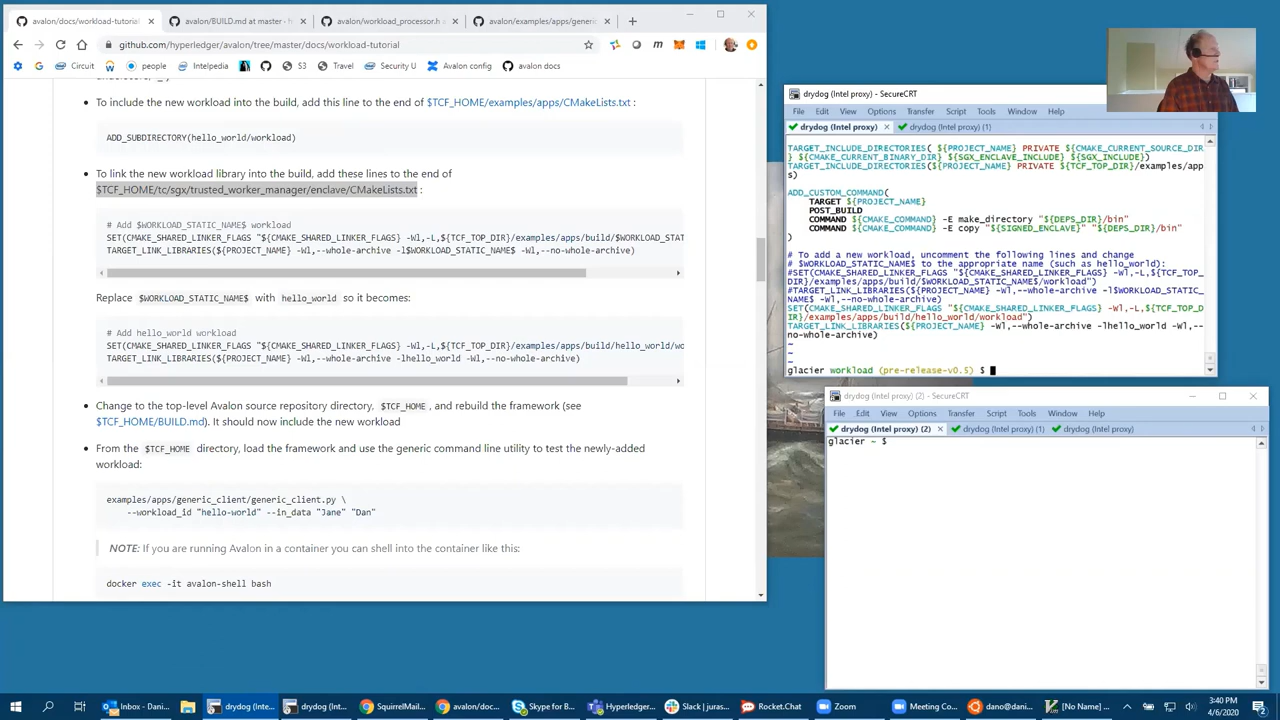 avalon/docs/workload-tutorial
avalon/BUILD.md at master · h
avalon/workload_processor.h at m
avalon/examples/apps/generic
github.com/hyperledger/avalon/tree/master/docs/workload-tutorial
Circuit
people
Intelpedia
S3
Travel
Security U
Avalon config
avalon docs
To include the new workload into the build, add this line to the end of $TCF_HOME/examples/apps/CMakeLists.txt :
ADD_SUBDIRECTORY(hello_world/workload)
To link the new workload library into the build, add these lines to the end of
$TCF_HOME/tc/sgx/trusted_worker_manager/enclave/CMakeLists.txt :
# Add $WORKLOAD_STATIC_NAME$ workload
SET(CMAKE_SHARED_LINKER_FLAGS "${CMAKE_SHARED_LINKER_FLAGS} -Wl,-L,${TCF_TOP_DIR}/examples/apps/build/$WORKLOAD_STAT
TARGET_LINK_LIBRARIES(${PROJECT_NAME} -Wl,--whole-archive -l$WORKLOAD_STATIC_NAME$ -Wl,--no-whole-archive)
Replace $WORKLOAD_STATIC_NAME$ with hello_world so it becomes:
# Add hello_world workload
SET(CMAKE_SHARED_LINKER_FLAGS "${CMAKE_SHARED_LINKER_FLAGS} -Wl,-L,${TCF_TOP_DIR}/examples/apps/build/hello_world/wo
TARGET_LINK_LIBRARIES(${PROJECT_NAME} -Wl,--whole-archive -lhello_world -Wl,--no-whole-archive)
Change to the top-level Avalon source repository directory, $TCF_HOME , and rebuild the framework (see
$TCF_HOME/BUILD.md). It should now include the new workload
From the $TCF_HOME directory, load the framework and use the generic command line utility to test the newly-added
workload:
examples/apps/generic_client/generic_client.py \
--workload_id "hello-world" --in_data "Jane" "Dan"
NOTE: If you are running Avalon in a container you can shell into the container like this:
docker exec -it avalon-shell bash
drydog (Intel proxy) - SecureCRT
File Edit View Options Transfer Script Tools Window Help
drydog (Intel proxy)
drydog (Intel proxy) (1)
TARGET_INCLUDE_DIRECTORIES( ${PROJECT_NAME} PRIVATE ${CMAKE_CURRENT_SOURCE_DIR
} ${CMAKE_CURRENT_BINARY_DIR} ${SGX_ENCLAVE_INCLUDE} ${SGX_INCLUDE})
TARGET_INCLUDE_DIRECTORIES(${PROJECT_NAME} PRIVATE ${TCF_TOP_DIR}/examples/app
s)
ADD_CUSTOM_COMMAND(
TARGET ${PROJECT_NAME}
POST_BUILD
COMMAND ${CMAKE_COMMAND} -E make_directory "${DEPS_DIR}/bin"
COMMAND ${CMAKE_COMMAND} -E copy "${SIGNED_ENCLAVE}" "${DEPS_DIR}/bin"
)
# To add a new workload, uncomment the following lines and change
# $WORKLOAD_STATIC_NAME$ to the appropriate name (such as hello_world):
#SET(CMAKE_SHARED_LINKER_FLAGS "${CMAKE_SHARED_LINKER_FLAGS} -Wl,-L,${TCF_TOP_
DIR}/examples/apps/build/$WORKLOAD_STATIC_NAME$/workload")
#TARGET_LINK_LIBRARIES(${PROJECT_NAME} -Wl,--whole-archive -l$WORKLOAD_STATIC_
NAME$ -Wl,--no-whole-archive)
SET(CMAKE_SHARED_LINKER_FLAGS "${CMAKE_SHARED_LINKER_FLAGS} -Wl,-L,${TCF_TOP_D
IR}/examples/apps/build/hello_world/workload")
TARGET_LINK_LIBRARIES(${PROJECT_NAME} -Wl,--whole-archive -lhello_world -Wl,--
no-whole-archive)
~
~
~
glacier workload (pre-release-v0.5) $
drydog (Intel proxy) (2) - SecureCRT
File Edit View Options Transfer Script Tools Window Help
drydog (Intel proxy) (2)
drydog (Intel proxy) (1)
drydog (Intel proxy)
glacier ~ $
Inbox - Dani...
drydog (Inte...
drydog (Inte...
SquirrelMail...
avalon/doc...
Skype for B...
Microsoft T...
Slack | juras...
Rocket.Chat
Zoom
Meeting Co...
dano@/dani...
[No Name] ...
3:40 PM
4/6/2020